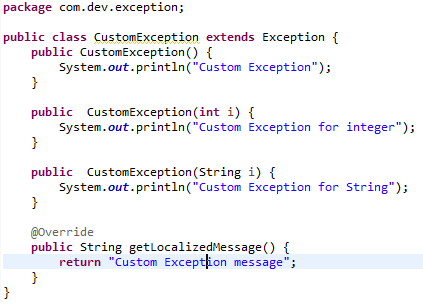 package com.dev.exception;
public class CustomException extends Exception {
public CustomException() {
System.out.println("Custom Exception");
}
public  CustomException(int i) {
System.out.println("Custom Exception for integer");
}
public  CustomException(String i) {
System.out.println("Custom Exception for String");
}
@Override
public String getLocalizedMessage() {
return "Custom Exception message";
}
}